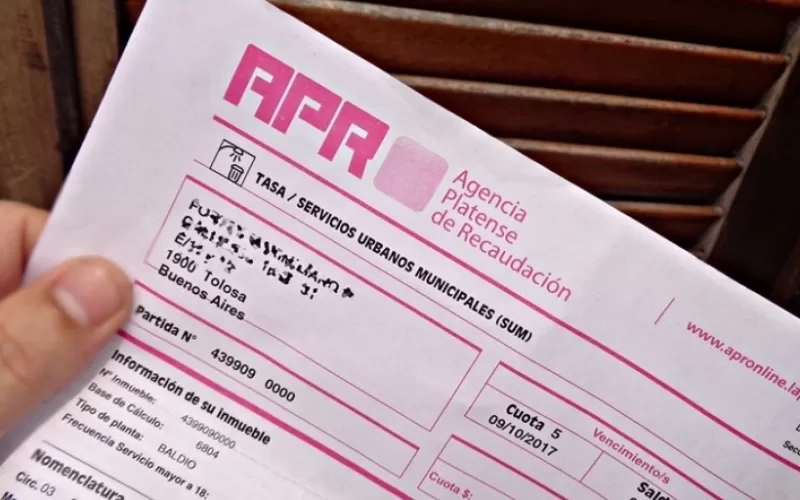 APR
Agencia
Platense
de Recaudación
TASA / SERVICIOS URBANOS MUNICIPALES (SUM)
1900 Tolosa
Buenos Aires
www.apronline.la
Partida N° 439909 0000
Información de su inmueble
N° Inmueble: 4399090000
Base de Cálculo: 6804
Tipo de planta: BALDIO
Frecuencia Servicio mayor a 18:
Nomenclatura
Circ. 03
Cuota 5
09/10/2017
Vencimiento/s
Cuota $: